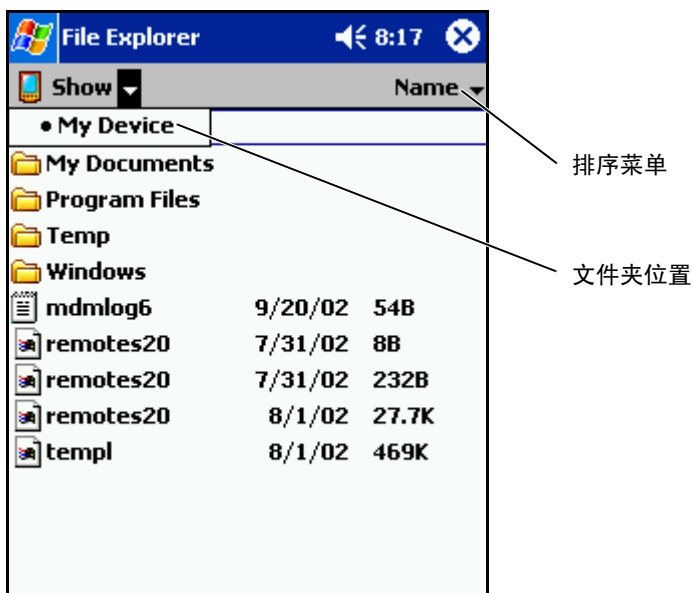 File Explorer 8:17
Show Name
• My Device
排序菜单
My Documents
Program Files
Temp
文件夹位置
Windows
mdmlog6 9/20/02 54B
remotes20 7/31/02 8B
remotes20 7/31/02 232B
remotes20 8/1/02 27.7K
templ 8/1/02 469K